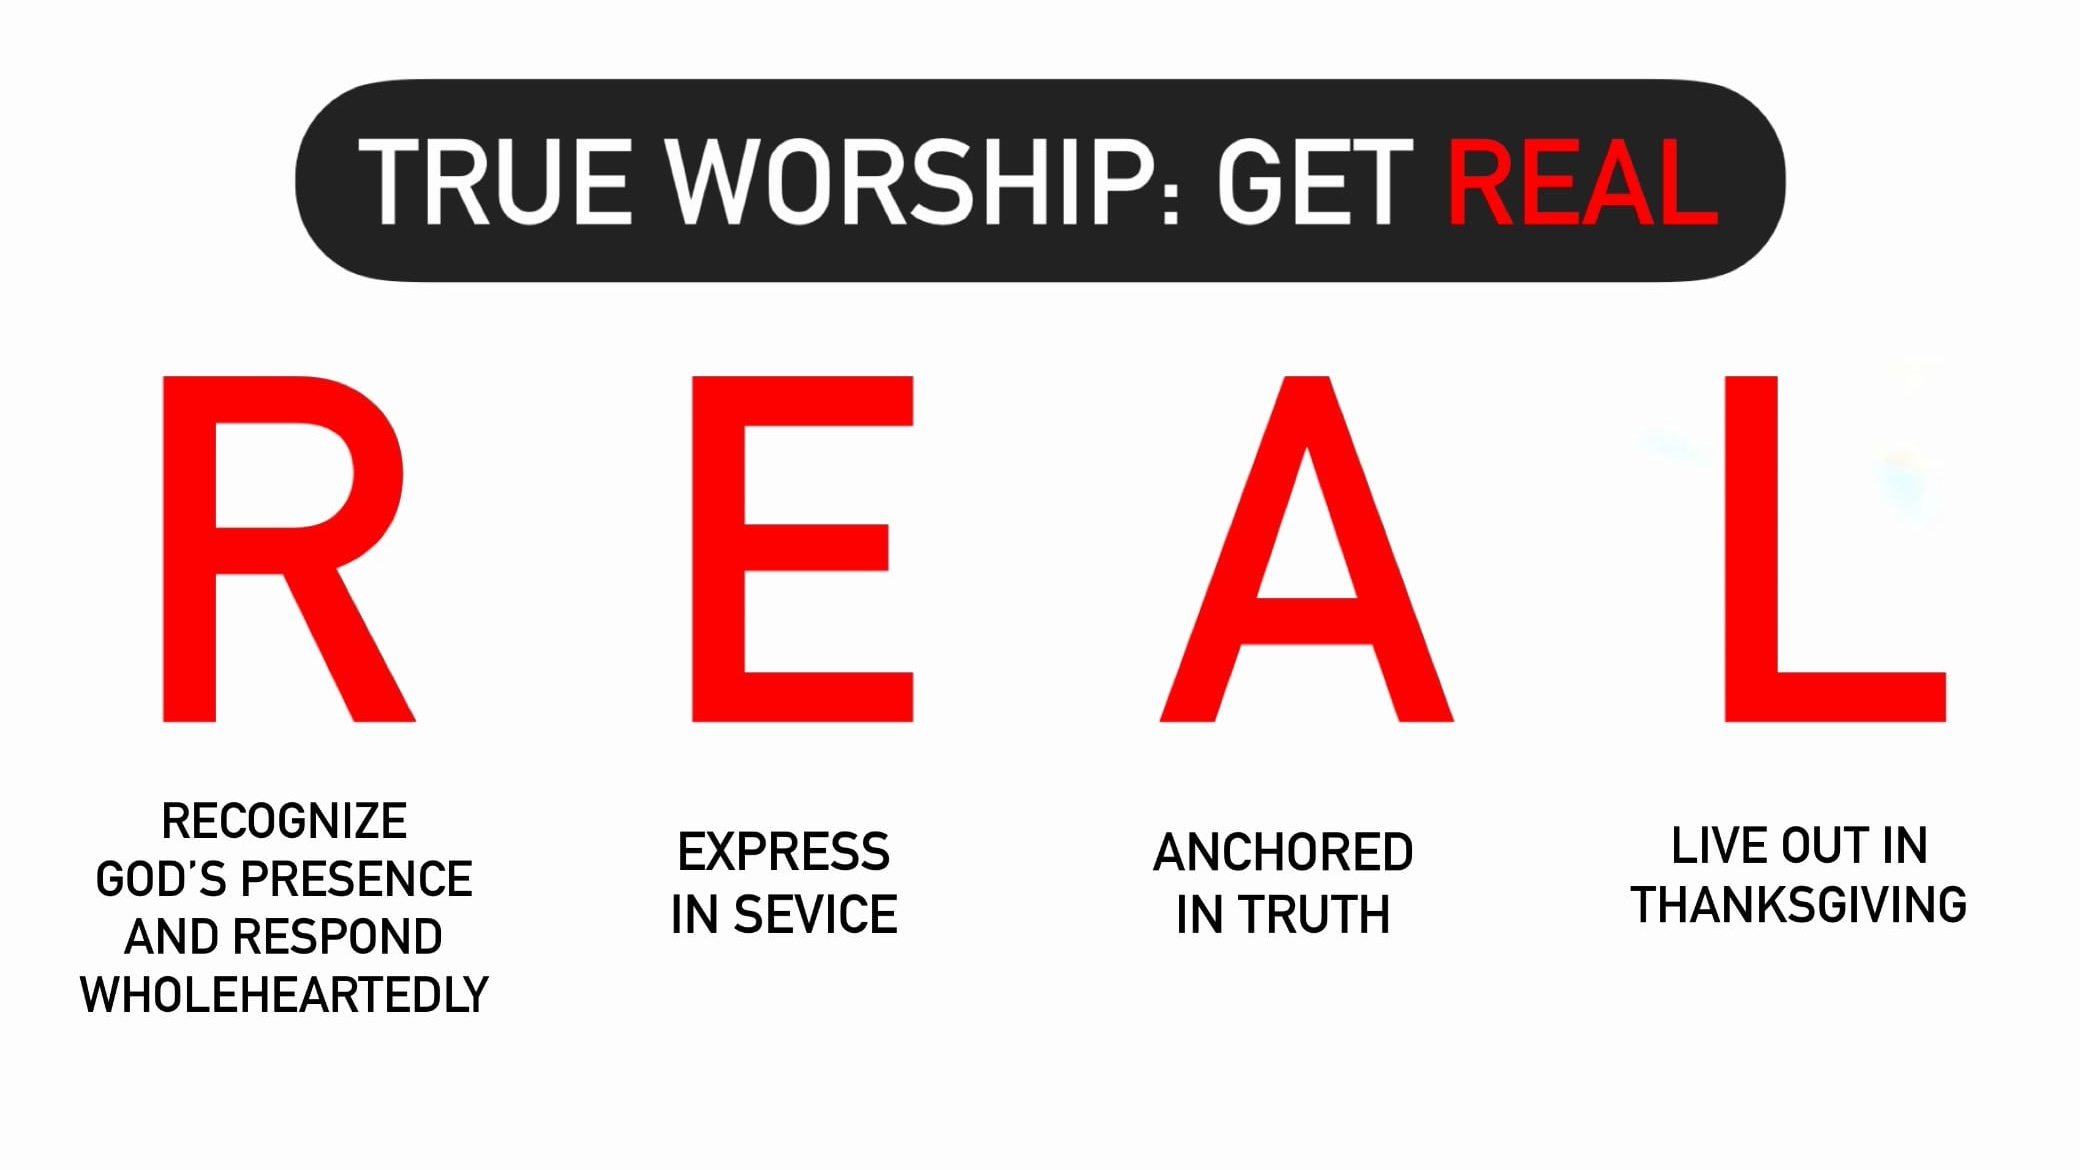 TRUE WORSHIP: GET REAL
R E A L
RECOGNIZE
GOD'S PRESENCE
AND RESPOND
WHOLEHEARTEDLY
EXPRESS
IN SEVICE
ANCHORED
IN TRUTH
LIVE OUT IN
THANKSGIVING